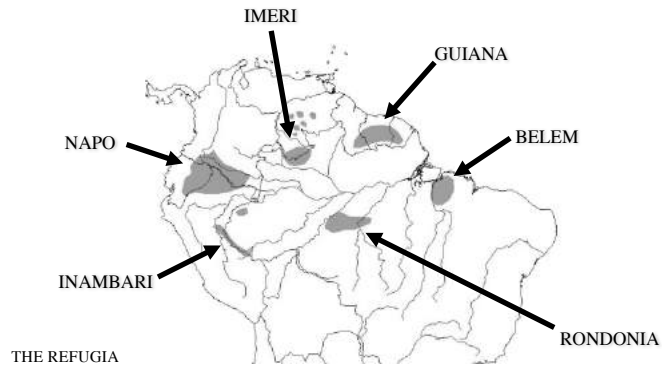 IMERI
GUIANA
NAPO
BELEM
INAMBARI
RONDONIA
THE REFUGIA